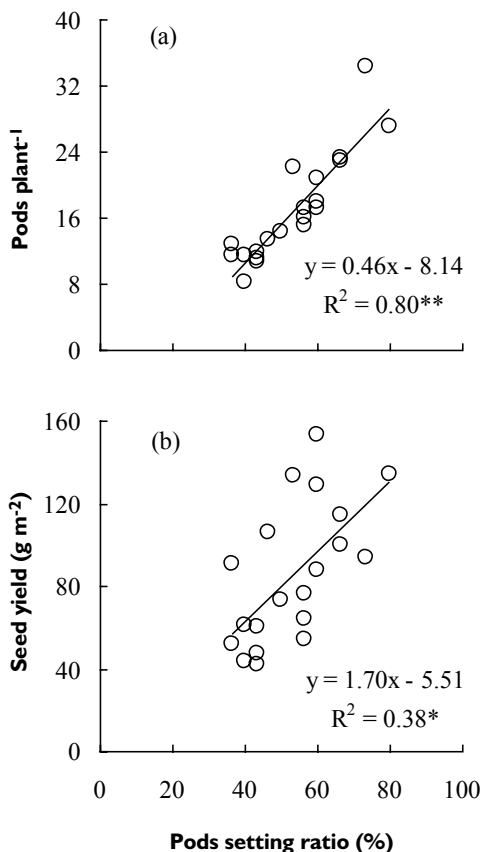 40
(a)
32
24
16
8
0
Pods plant-1
y = 0.46x - 8.14
R2 = 0.80**
160
(b)
120
80
40
0
Seed yield (g m-2)
y = 1.70x - 5.51
R2 = 0.38*
0 20 40 60 80 100
Pods setting ratio (%)